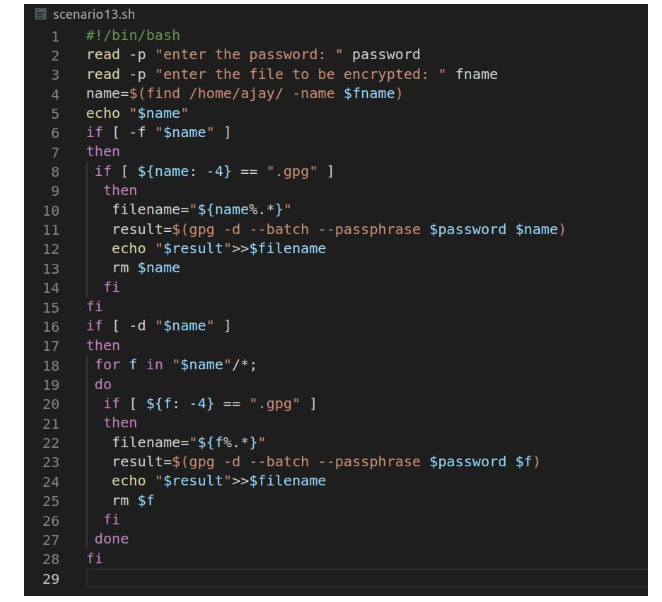 scenario13.sh
1 #!/bin/bash
2 read -p "enter the password: " password
3 read -p "enter the file to be encrypted: " fname
4 name=$(find /home/ajay/ -name $fname)
5 echo "$name"
6 if [ -f "$name" ]
7 then
8 if [ ${name: -4} == ".gpg" ]
9 then
10 filename="${name%.*}"
11 result=$(gpg -d --batch --passphrase $password $name)
12 echo "$result">>$filename
13 rm $name
14 fi
15 fi
16 if [ -d "$name" ]
17 then
18 for f in "$name"/*;
19 do
20 if [ ${f: -4} == ".gpg" ]
21 then
22 filename="${f%.*}"
23 result=$(gpg -d --batch --passphrase $password $f)
24 echo "$result">>$filename
25 rm $f
26 fi
27 done
28 fi
29